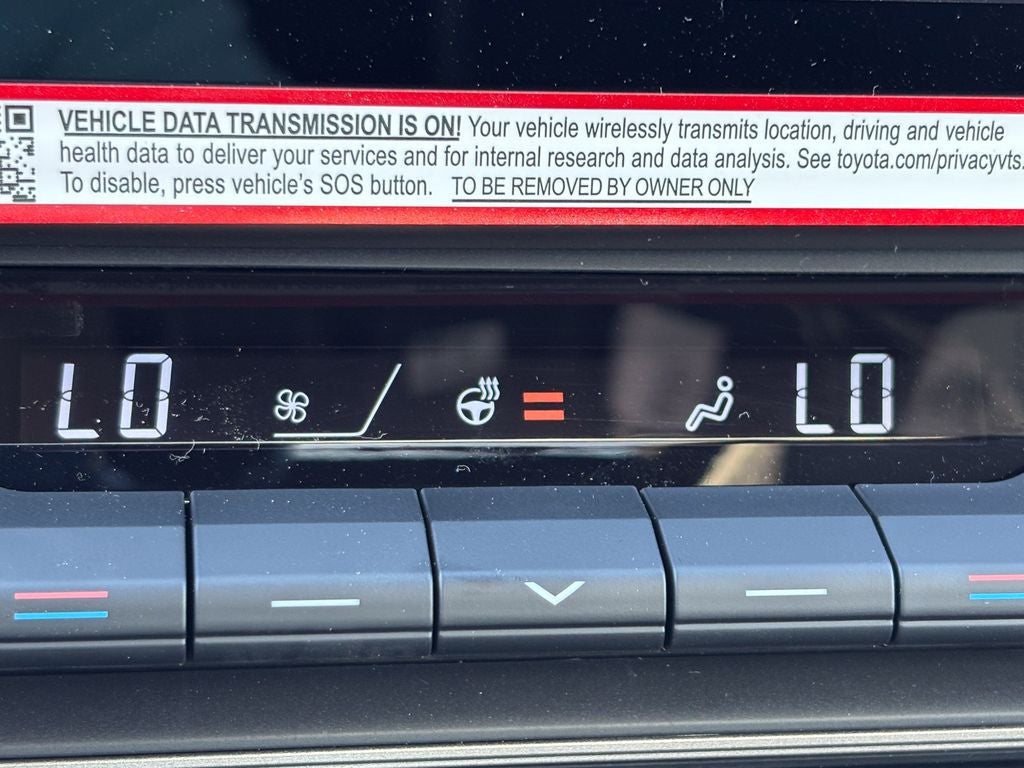 VEHICLE DATA TRANSMISSION IS ON! Your vehicle wirelessly transmits location, driving and vehicle
health data to deliver your services and for internal research and data analysis. See toyota.com/privacyvts.
To disable, press vehicle's SOS button. TO BE REMOVED BY OWNER ONLY
LO LO